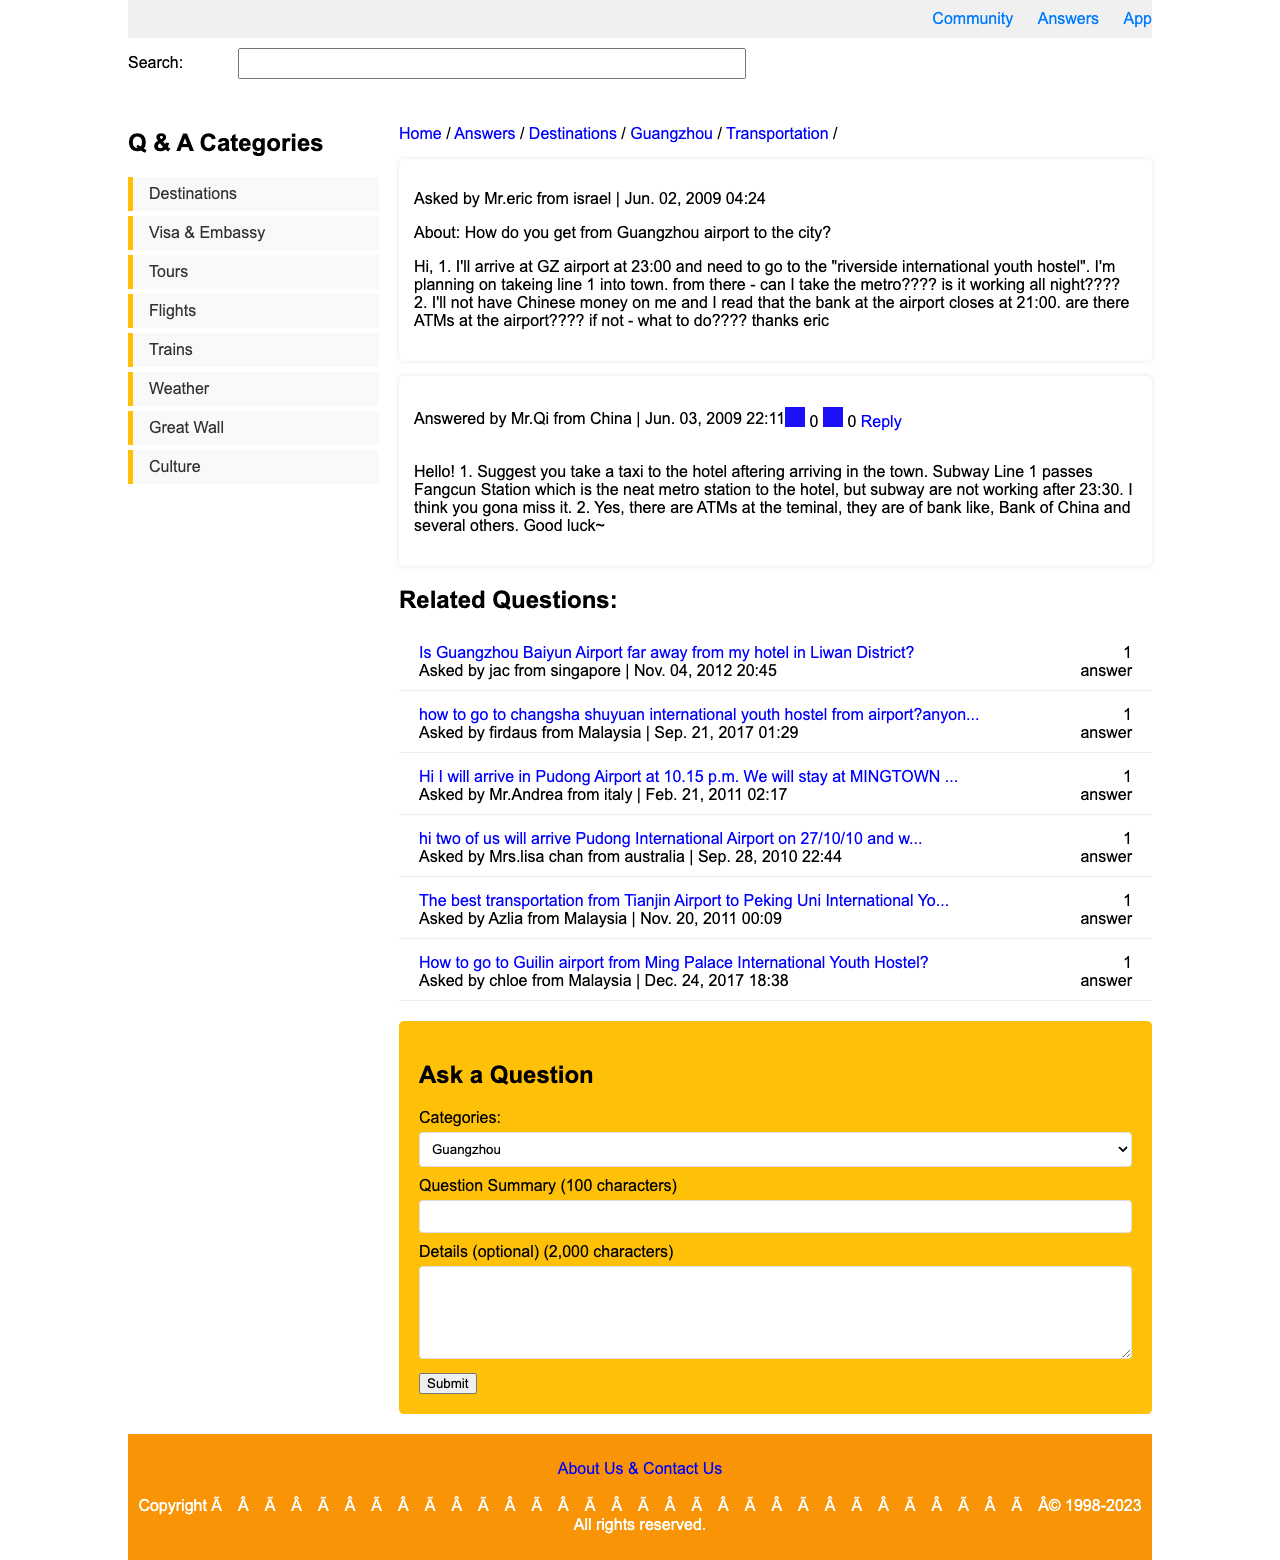 Community Answers App
Search:
Q & A Categories
Destinations
Visa & Embassy
Tours
Flights
Trains
Weather
Great Wall
Culture
Home / Answers / Destinations / Guangzhou / Transportation /
Asked by Mr.eric from israel | Jun. 02, 2009 04:24
About: How do you get from Guangzhou airport to the city?
Hi, 1. I'll arrive at GZ airport at 23:00 and need to go to the "riverside international youth hostel". I'm
planning on takeing line 1 into town. from there - can I take the metro???? is it working all night????
2. I'll not have Chinese money on me and I read that the bank at the airport closes at 21:00. are there
ATMs at the airport???? if not - what to do???? thanks eric
Answered by Mr.Qi from China | Jun. 03, 2009 22:11 0 0 Reply
Hello! 1. Suggest you take a taxi to the hotel aftering arriving in the town. Subway Line 1 passes
Fangcun Station which is the neat metro station to the hotel, but subway are not working after 23:30. I
think you gona miss it. 2. Yes, there are ATMs at the teminal, they are of bank like, Bank of China and
several others. Good luck~
Related Questions:
Is Guangzhou Baiyun Airport far away from my hotel in Liwan District? 1
Asked by jac from singapore | Nov. 04, 2012 20:45 answer
how to go to changsha shuyuan international youth hostel from airport?anyon... 1
Asked by firdaus from Malaysia | Sep. 21, 2017 01:29 answer
Hi I will arrive in Pudong Airport at 10.15 p.m. We will stay at MINGTOWN ... 1
Asked by Mr.Andrea from italy | Feb. 21, 2011 02:17 answer
hi two of us will arrive Pudong International Airport on 27/10/10 and w... 1
Asked by Mrs.lisa chan from australia | Sep. 28, 2010 22:44 answer
The best transportation from Tianjin Airport to Peking Uni International Yo... 1
Asked by Azlia from Malaysia | Nov. 20, 2011 00:09 answer
How to go to Guilin airport from Ming Palace International Youth Hostel? 1
Asked by chloe from Malaysia | Dec. 24, 2017 18:38 answer
Ask a Question
Categories:
Guangzhou
Question Summary (100 characters)
Details (optional) (2,000 characters)
Submit
About Us & Contact Us
Copyright Ã Â Ã Â Ã Â Ã Â Ã Â Ã Â Ã Â Ã Â Ã Â Ã Â Ã Â Ã Â Ã Â Ã Â Ã Â Ã Â© 1998-2023
All rights reserved.